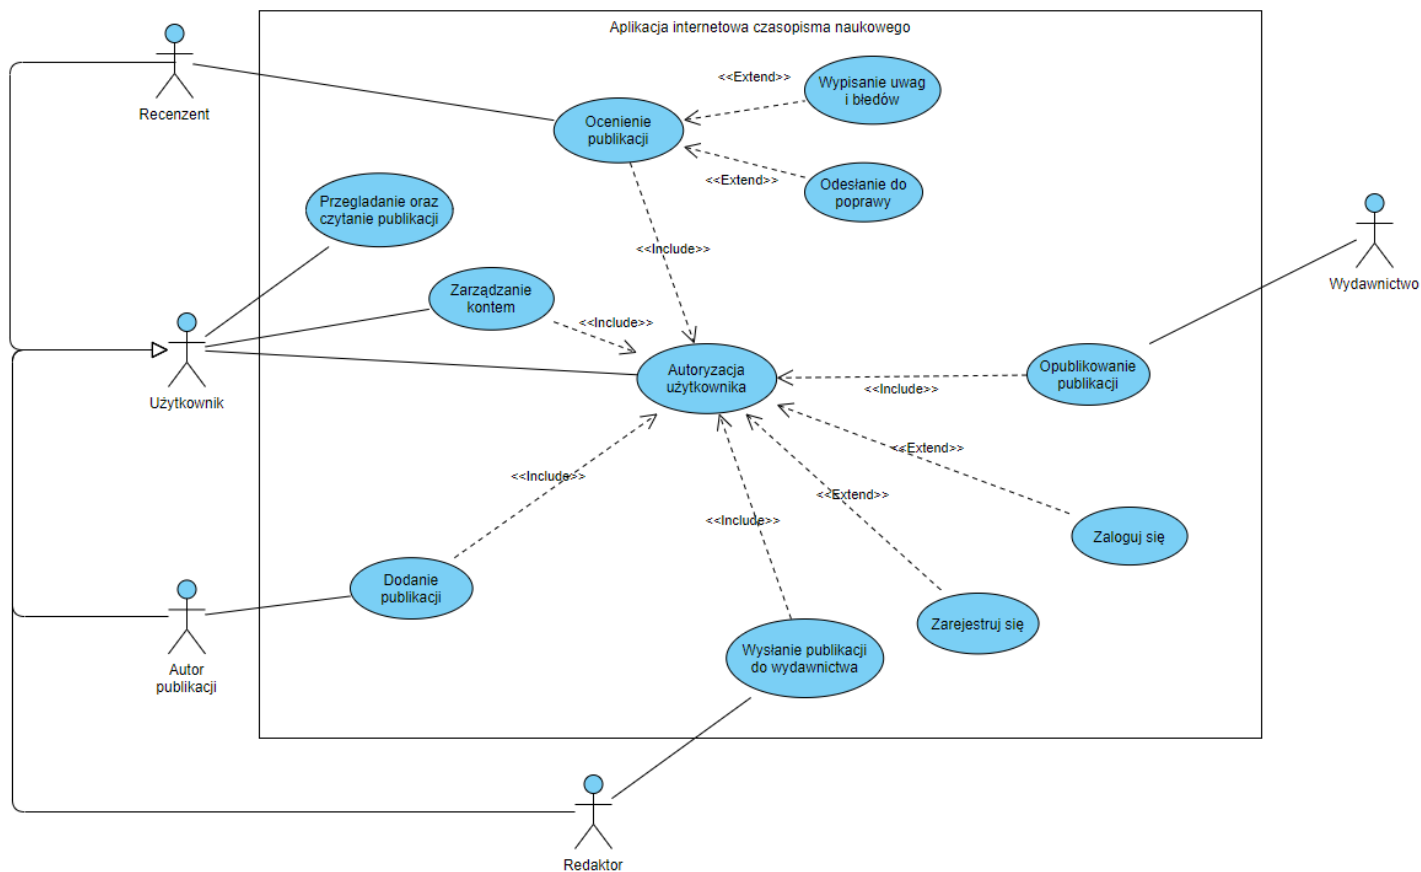 Aplikacja internetowa czasopisma naukowego
Recenzent
<<Extend>>
Wypisanie uwag
i błedów
Ocenienie
publikacji
<<Extend>>
Odesłanie do
poprawy
Przegladanie oraz
czytanie publikacji
<<Include>>
Wydawnictwo
Zarządzanie
kontem
<<Include>>
Użytkownik
Autoryzacja
użytkownika
Opublikowanie
publikacji
<<Include>>
<<Extend>>
<<Include>>
<<Extend>>
<<Include>>
Zaloguj się
Dodanie
publikacji
Zarejestruj się
Wysłanie publikacji
do wydawnictwa
Autor
publikacji
Redaktor